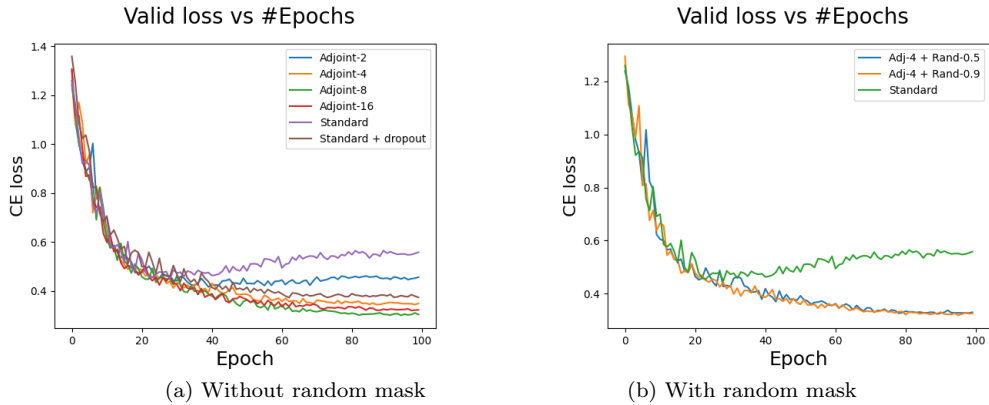 Valid loss vs #Epochs
1.4
1.2
1.0
0.8
0.6
0.4
CE loss
0
20
40
60
80
100
Epoch
Adjoint-2
Adjoint-4
Adjoint-8
Adjoint-16
Standard
Standard + dropout
(a) Without random mask
Valid loss vs #Epochs
1.2
1.0
0.8
0.6
0.4
CE loss
0
20
40
60
80
100
Epoch
Adj-4 + Rand-0.5
Adj-4 + Rand-0.9
Standard
(b) With random mask